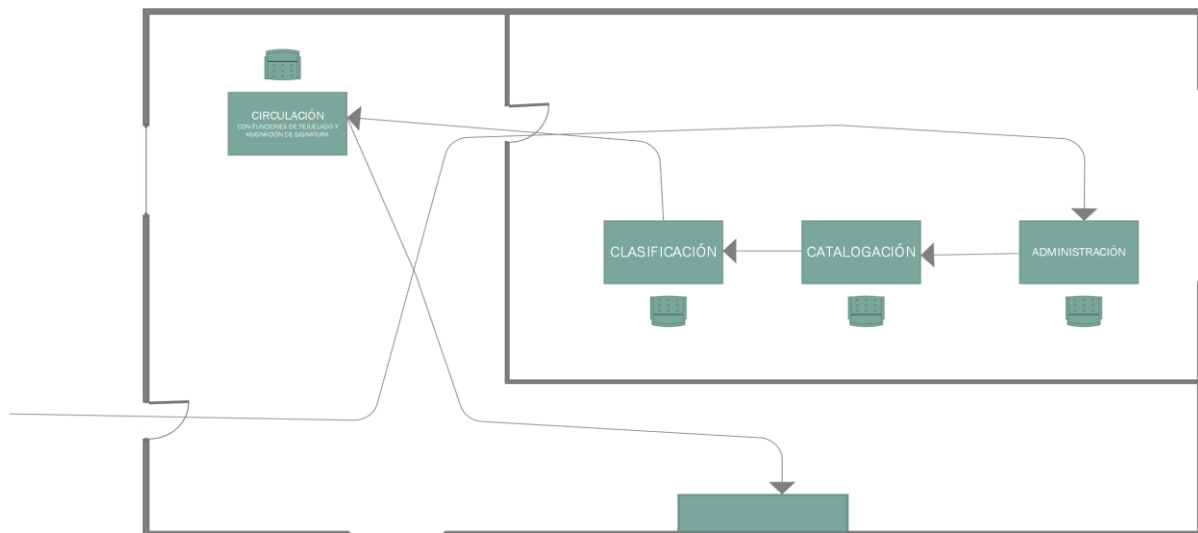 CIRCULACIÓN
CON FUNCIONES DE TEJUELADO Y
ASIGNACIÓN DE SIGNATURA
CLASIFICACIÓN
CATALOGACIÓN
ADMINISTRACIÓN